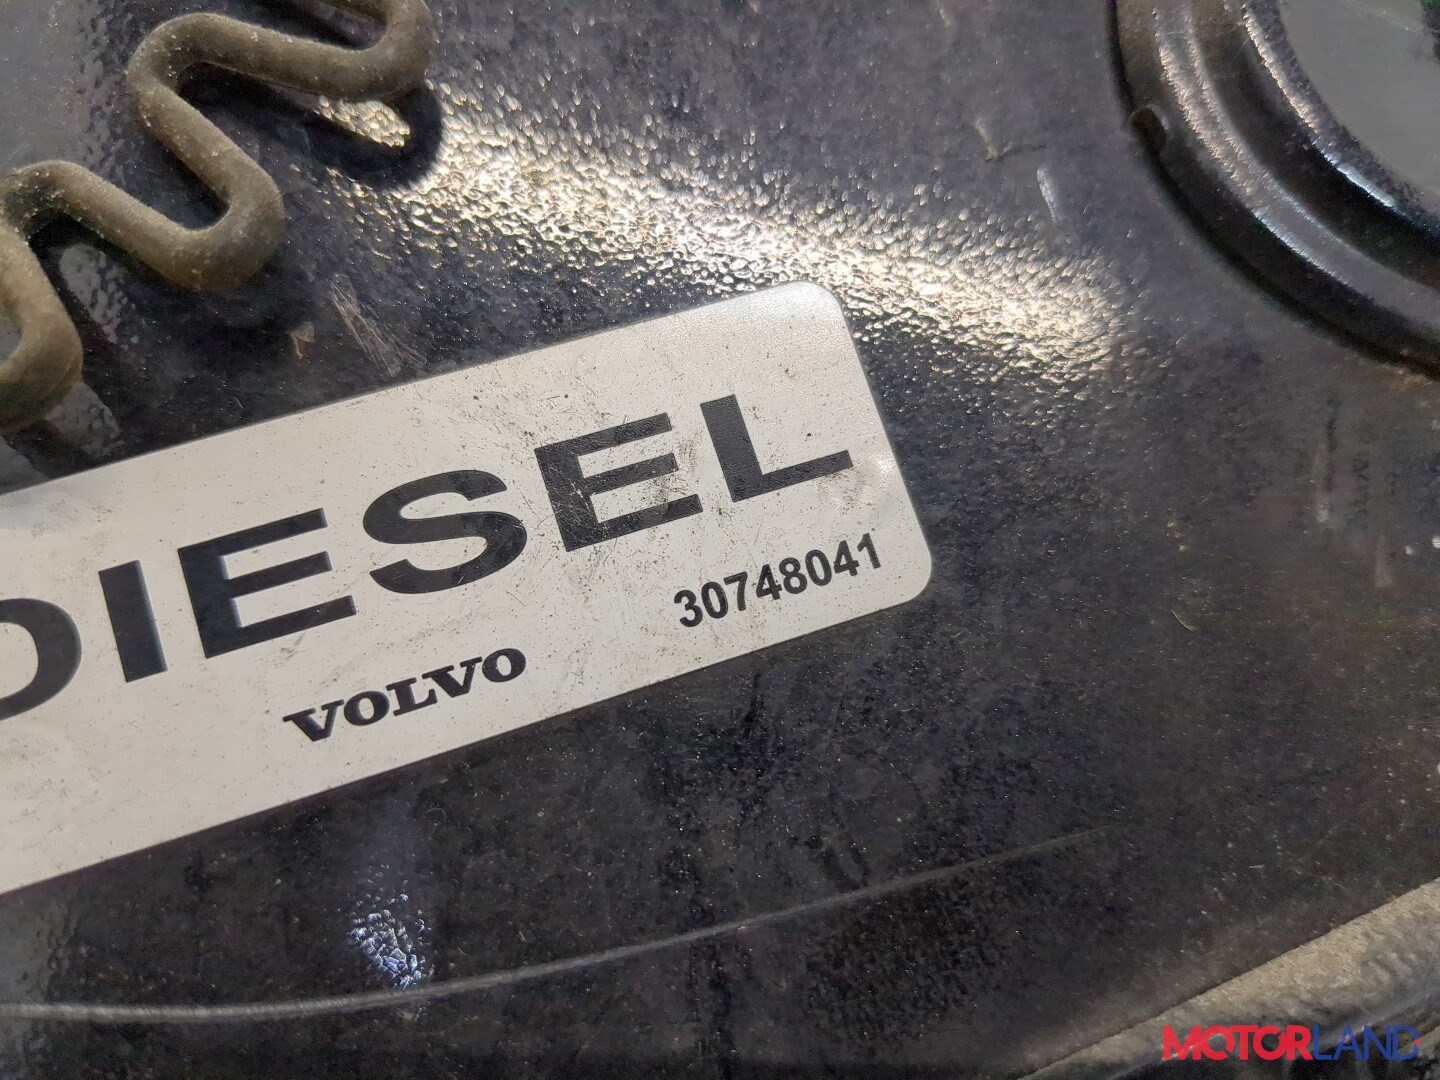 DIESEL
30748041
VOLVO
MOTORLAND